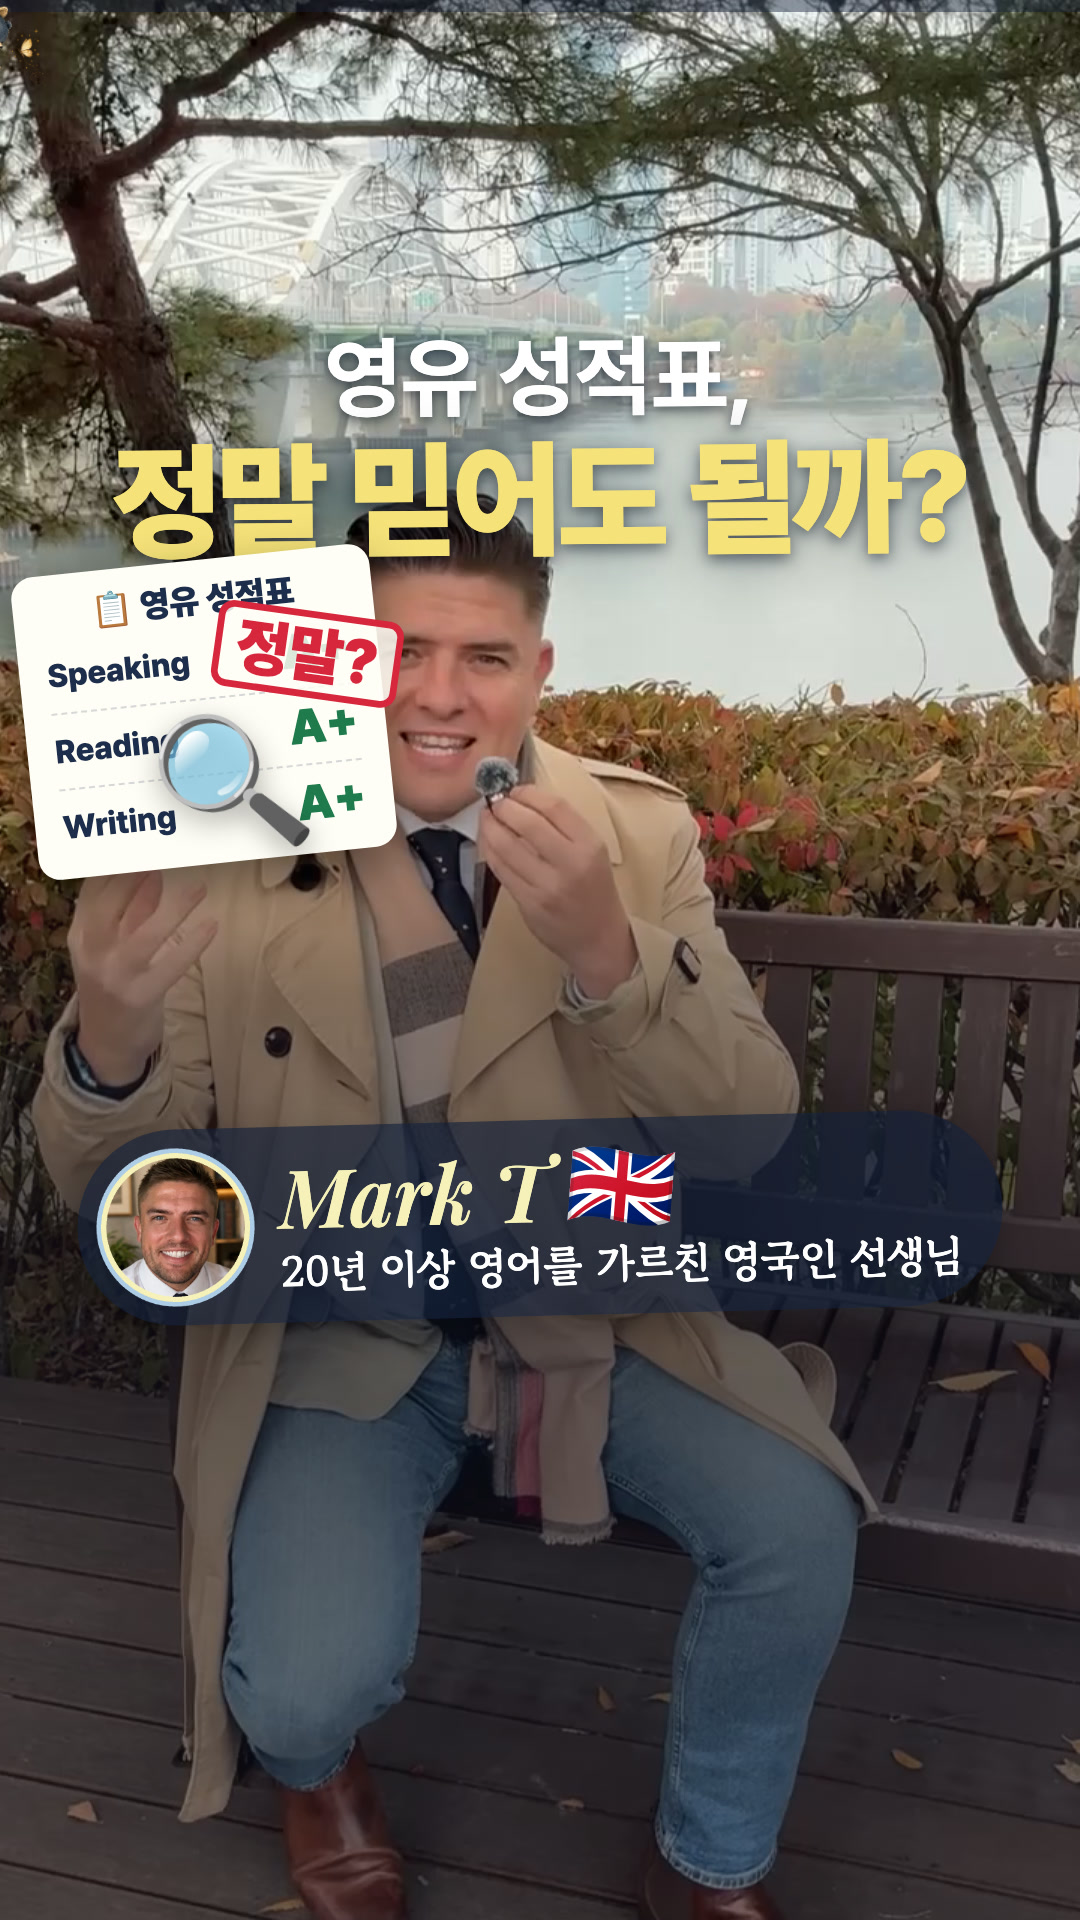 영유 성적표,
정말 믿어도 될까?
📋 영유 성적표
정말?
Speaking
Reading A+
Writing A+
Mark T 🇬🇧
20년 이상 영어를 가르친 영국인 선생님